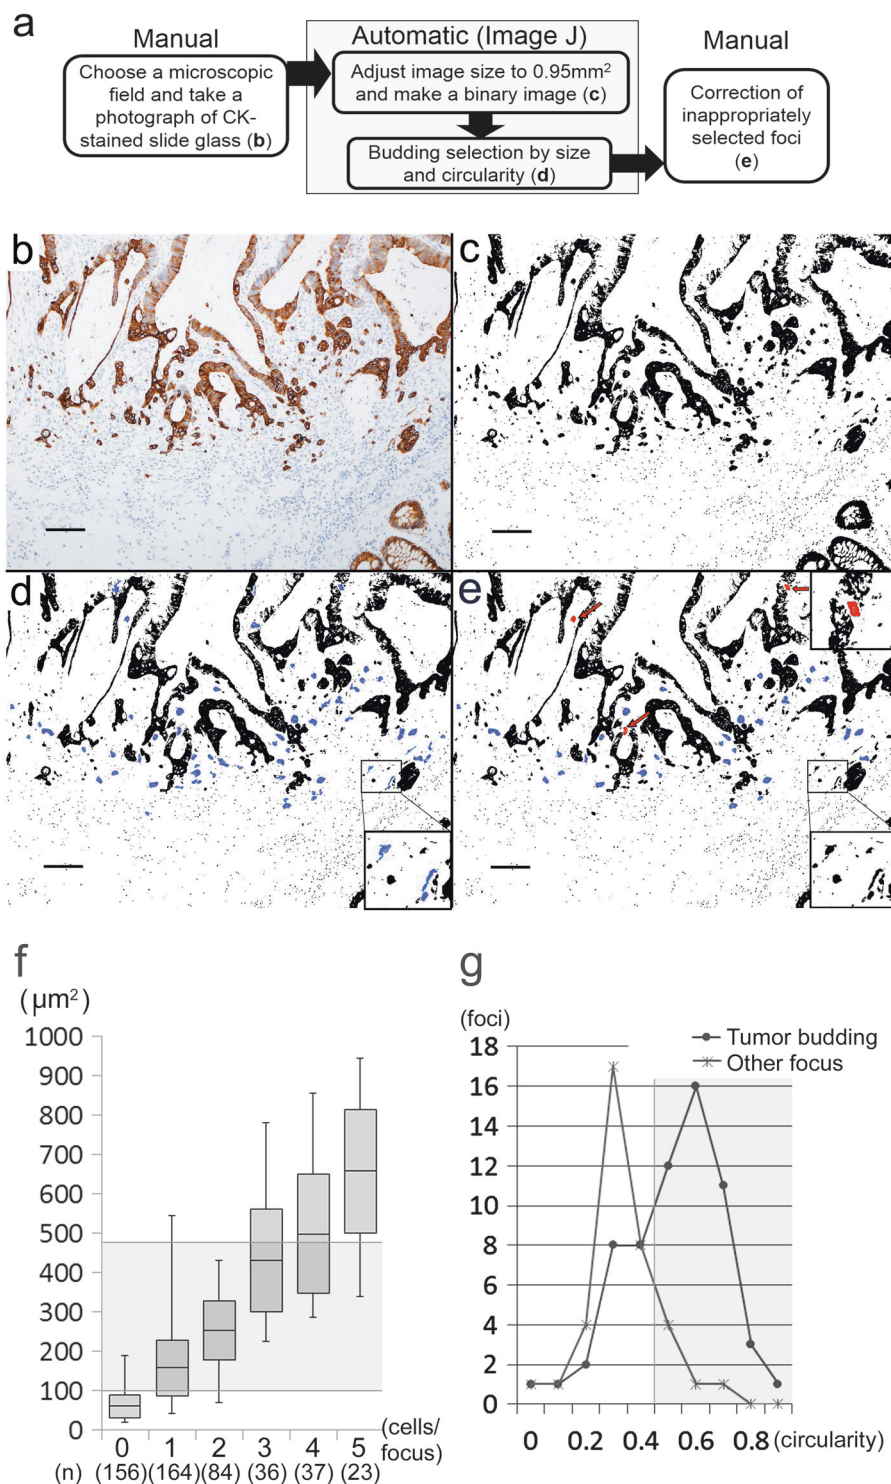 a
Manual
Automatic (Image J)
Manual
Choose a microscopic
field and take a
photograph of CK-
stained slide glass (b)
Adjust image size to 0.95mm²
and make a binary image (c)
Budding selection by size
and circularity (d)
Correction of
inappropriately
selected foci
(e)
b
c
d
e
f
(μm²)
1000
900
800
700
600
500
400
300
200
100
0
0 1 2 3 4 5 (cells/
focus)
(n) (156) (164) (84) (36) (37) (23)
g
(foci)
Tumor budding
Other focus
18
16
14
12
10
8
6
4
2
0
0 0.2 0.4 0.6 0.8 (circularity)